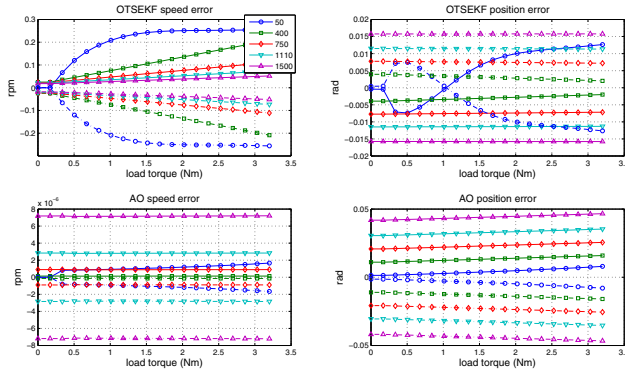 OTSEKF speed error
0.3
0.2
0.1
0
-0.1
-0.2
rpm
0 0.5 1 1.5 2 2.5 3 3.5
load torque (Nm)
50
400
750
1110
1500
OTSEKF position error
0.02
0.015
0.01
0.005
0
-0.005
-0.01
-0.015
-0.02
rad
0 0.5 1 1.5 2 2.5 3 3.5
load torque (Nm)
AO speed error
8 x 10⁻⁶
6
4
2
0
-2
-4
-6
-8
rpm
0 0.5 1 1.5 2 2.5 3 3.5
load torque (Nm)
AO position error
0.05
0
-0.05
rad
0 0.5 1 1.5 2 2.5 3 3.5
load torque (Nm)